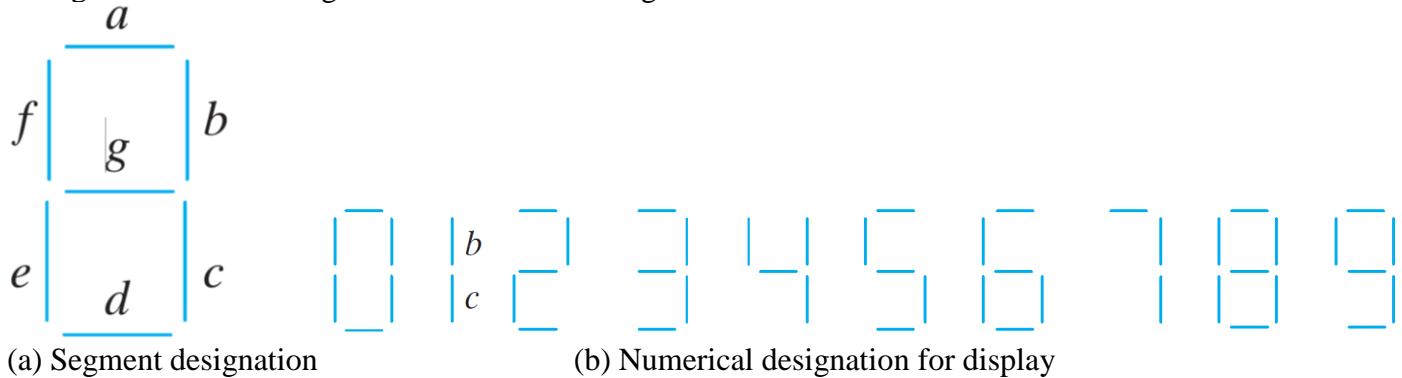 a
f
b
g
e
c
d
b
c
(a) Segment designation
(b) Numerical designation for display